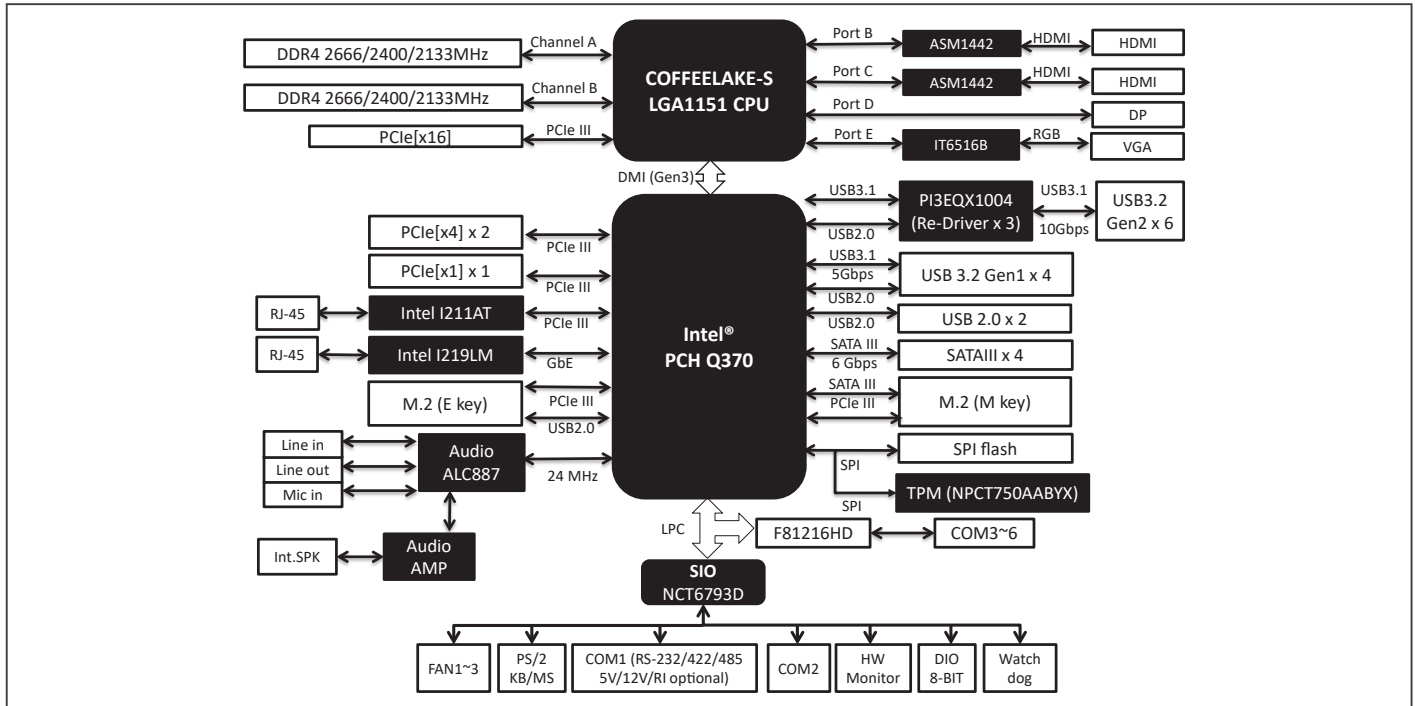 DDR4 2666/2400/2133MHz
Channel A
DDR4 2666/2400/2133MHz
Channel B
PCIe[x16]
PCIe III
COFFEELAKE-S
LGA1151 CPU
Port B
ASM1442
HDMI
HDMI
Port C
ASM1442
HDMI
HDMI
Port D
DP
Port E
IT6516B
RGB
VGA
DMI (Gen3)
PCIe[x4] x 2
PCIe III
PCIe[x1] x 1
PCIe III
RJ-45
Intel I211AT
PCIe III
RJ-45
Intel I219LM
GbE
M.2 (E key)
PCIe III
USB2.0
Line in
Line out
Mic in
Audio
ALC887
24 MHz
Int.SPK
Audio
AMP
Intel®
PCH Q370
USB3.1
USB2.0
PI3EQX1004
(Re-Driver x 3)
USB3.1
10Gbps
USB3.2
Gen2 x 6
USB3.1
5Gbps
USB2.0
USB 3.2 Gen1 x 4
USB2.0
USB 2.0 x 2
SATA III
6 Gbps
SATAIII x 4
SATA III
PCIe III
M.2 (M key)
SPI
SPI flash
SPI
TPM (NPCT750AABYX)
LPC
F81216HD
COM3~6
SIO
NCT6793D
FAN1~3
PS/2
KB/MS
COM1 (RS-232/422/485
5V/12V/RI optional)
COM2
HW
Monitor
DIO
8-BIT
Watch
dog